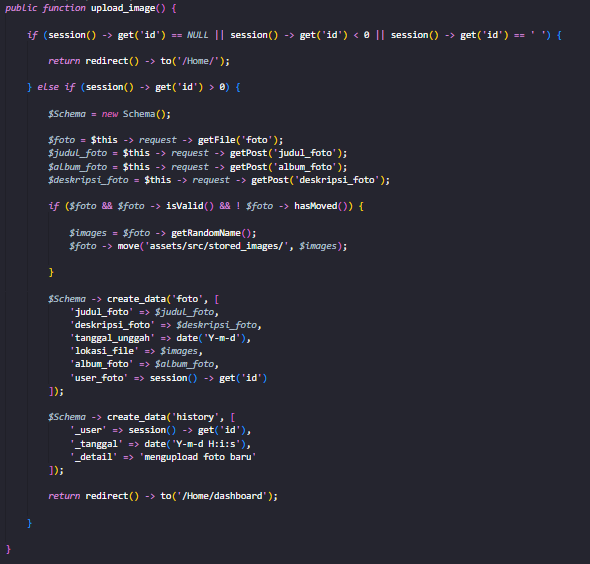 public function upload_image() {
if (session() -> get('id') == NULL || session() -> get('id') < 0 || session() -> get('id') == ' ') {
return redirect() -> to('/Home/');
} else if (session() -> get('id') > 0) {
$Schema = new Schema();
$foto = $this -> request -> getFile('foto');
$judul_foto = $this -> request -> getPost('judul_foto');
$album_foto = $this -> request -> getPost('album_foto');
$deskripsi_foto = $this -> request -> getPost('deskripsi_foto');
if ($foto && $foto -> isValid() && ! $foto -> hasMoved()) {
$images = $foto -> getRandomName();
$foto -> move('assets/src/stored_images/', $images);
}
$Schema -> create_data('foto', [
'judul_foto' => $judul_foto,
'deskripsi_foto' => $deskripsi_foto,
'tanggal_unggah' => date('Y-m-d'),
'lokasi_file' => $images,
'album_foto' => $album_foto,
'user_foto' => session() -> get('id')
]);
$Schema -> create_data('history', [
'_user' => session() -> get('id'),
'_tanggal' => date('Y-m-d H:i:s'),
'_detail' => 'mengupload foto baru'
]);
return redirect() -> to('/Home/dashboard');
}
}